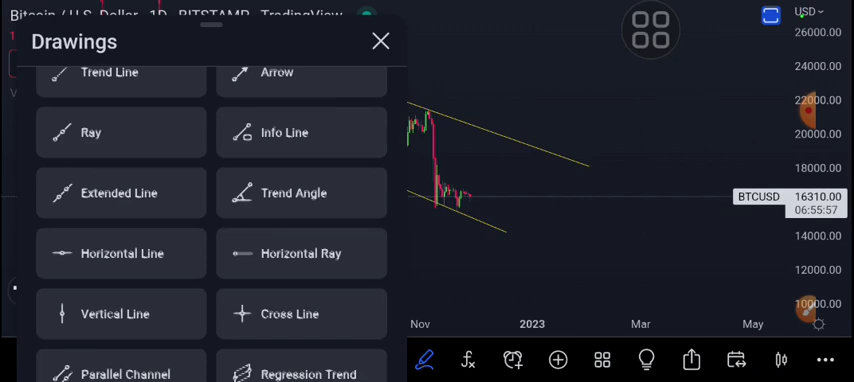 Bitcoin / U.S. Dollar · 1D · BITSTAMP · TradingView
USD
Drawings
26000.00
24000.00
Trend Line
Arrow
22000.00
Ray
Info Line
20000.00
18000.00
Extended Line
Trend Angle
BTCUSD 16310.00
06:55:57
14000.00
Horizontal Line
Horizontal Ray
12000.00
10000.00
Vertical Line
Cross Line
Nov
2023
Mar
May
Parallel Channel
Regression Trend